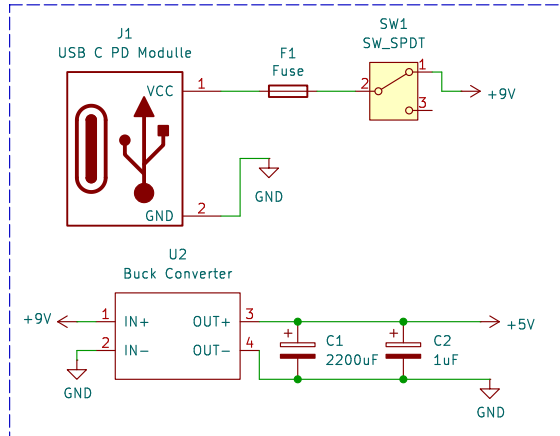 J1
USB C PD Modulle
VCC
1
GND
2
F1
Fuse
SW1
SW_SPDT
2
1
3
+9V
GND
U2
Buck Converter
+9V
1
IN+
OUT+
3
2
IN-
OUT-
4
GND
+
C1
2200uF
+
C2
1uF
+5V
GND